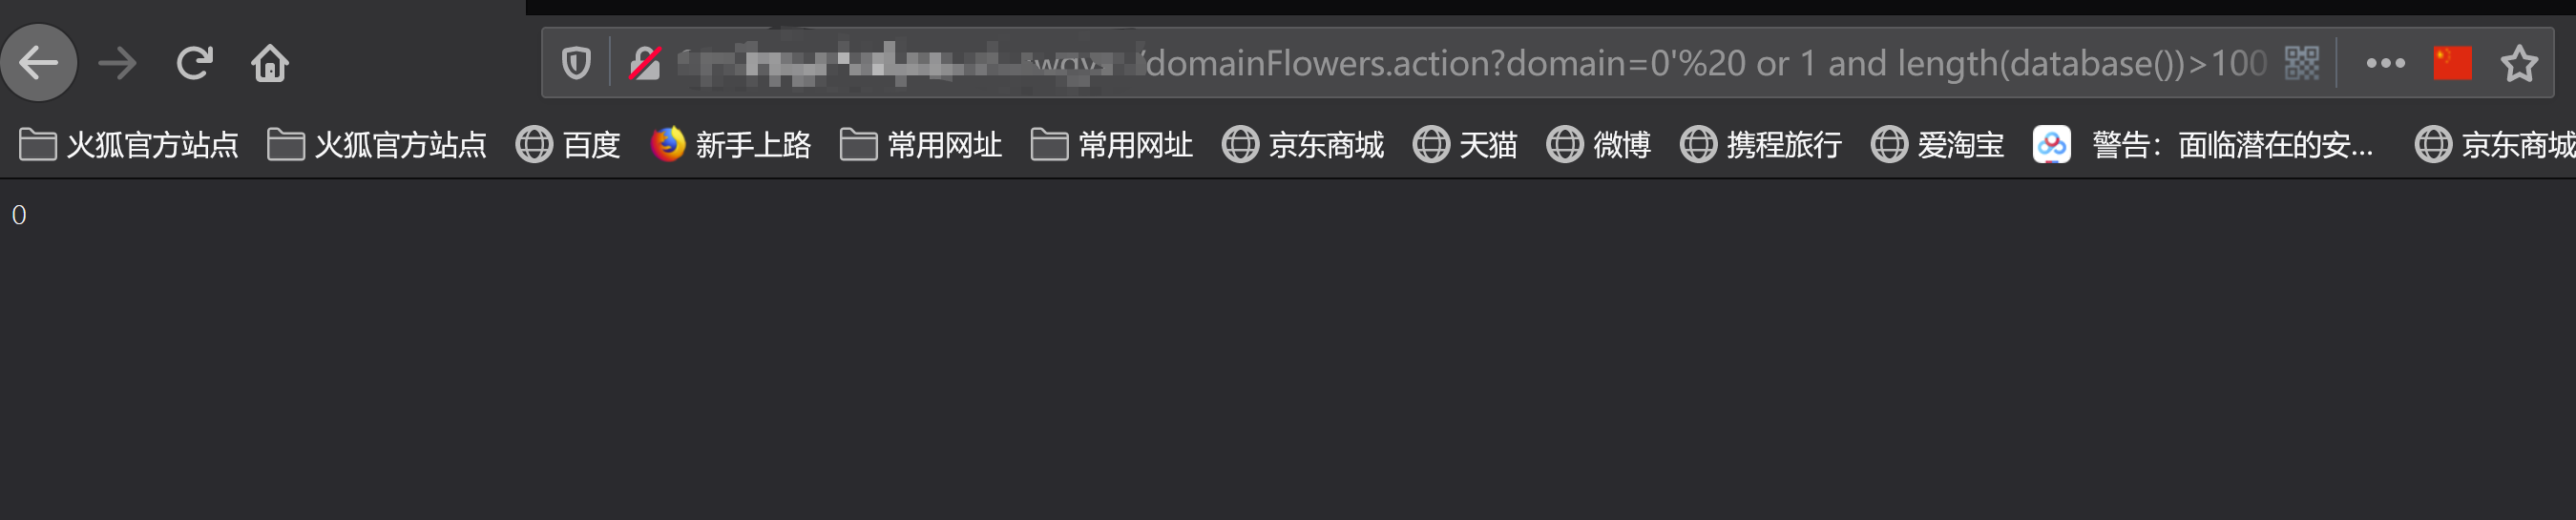 /domainFlowers.action?domain=0'%20 or 1 and length(database())>100
火狐官方站点 火狐官方站点 百度 新手上路 常用网址 常用网址 京东商城 天猫 微博 携程旅行 爱淘宝 警告：面临潜在的安... 京东商城
0